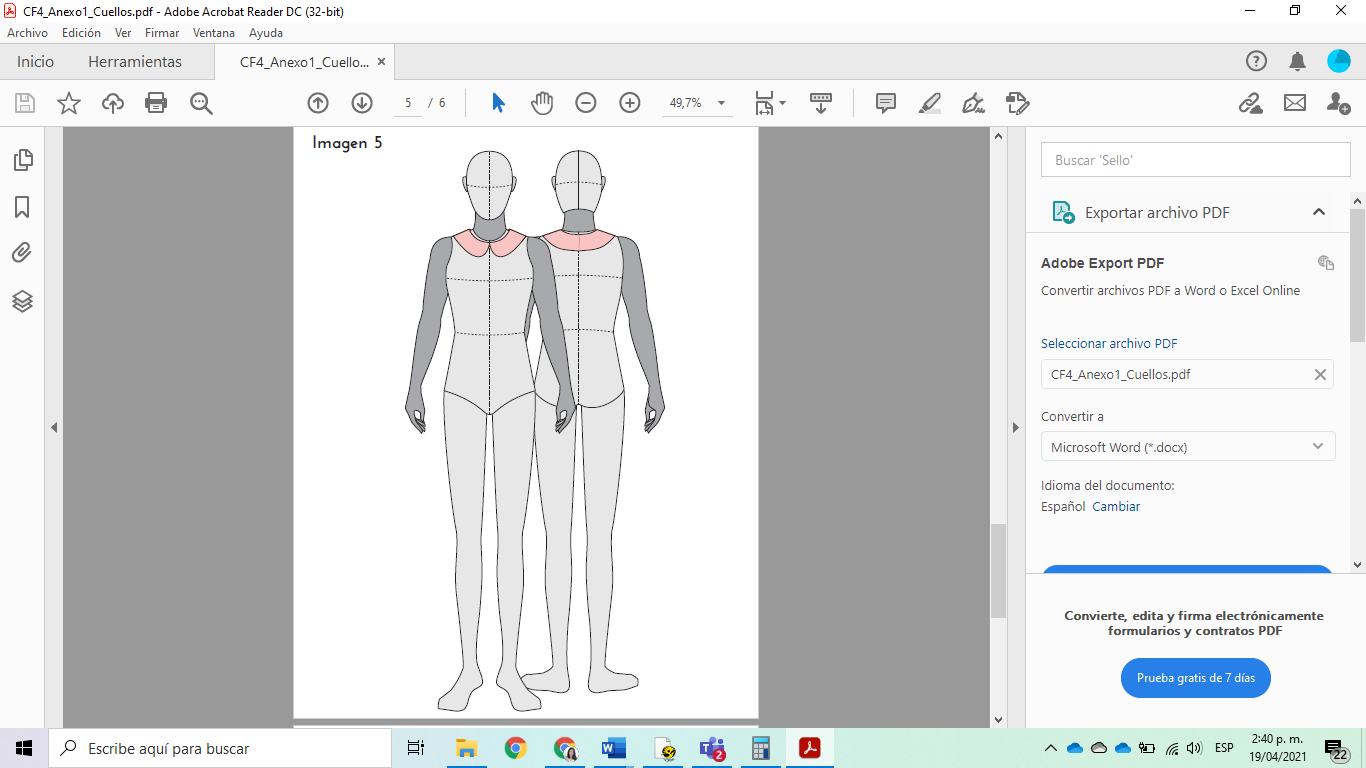 CF4_Anexo1_Cuellos.pdf - Adobe Acrobat Reader DC (32-bit)
Archivo Edición Ver Firmar Ventana Ayuda
Inicio Herramientas CF4_Anexo1_Cuello... ×
5 / 6 49,7%
Imagen 5
Buscar 'Sello'
Exportar archivo PDF
Adobe Export PDF
Convertir archivos PDF a Word o Excel Online
Seleccionar archivo PDF
CF4_Anexo1_Cuellos.pdf
Convertir a
Microsoft Word (*.docx)
Idioma del documento:
Español Cambiar
Convierte, edita y firma electrónicamente
formularios y contratos PDF
Prueba gratis de 7 días
Escribe aquí para buscar
2
ESP
2:40 p. m.
19/04/2021
22